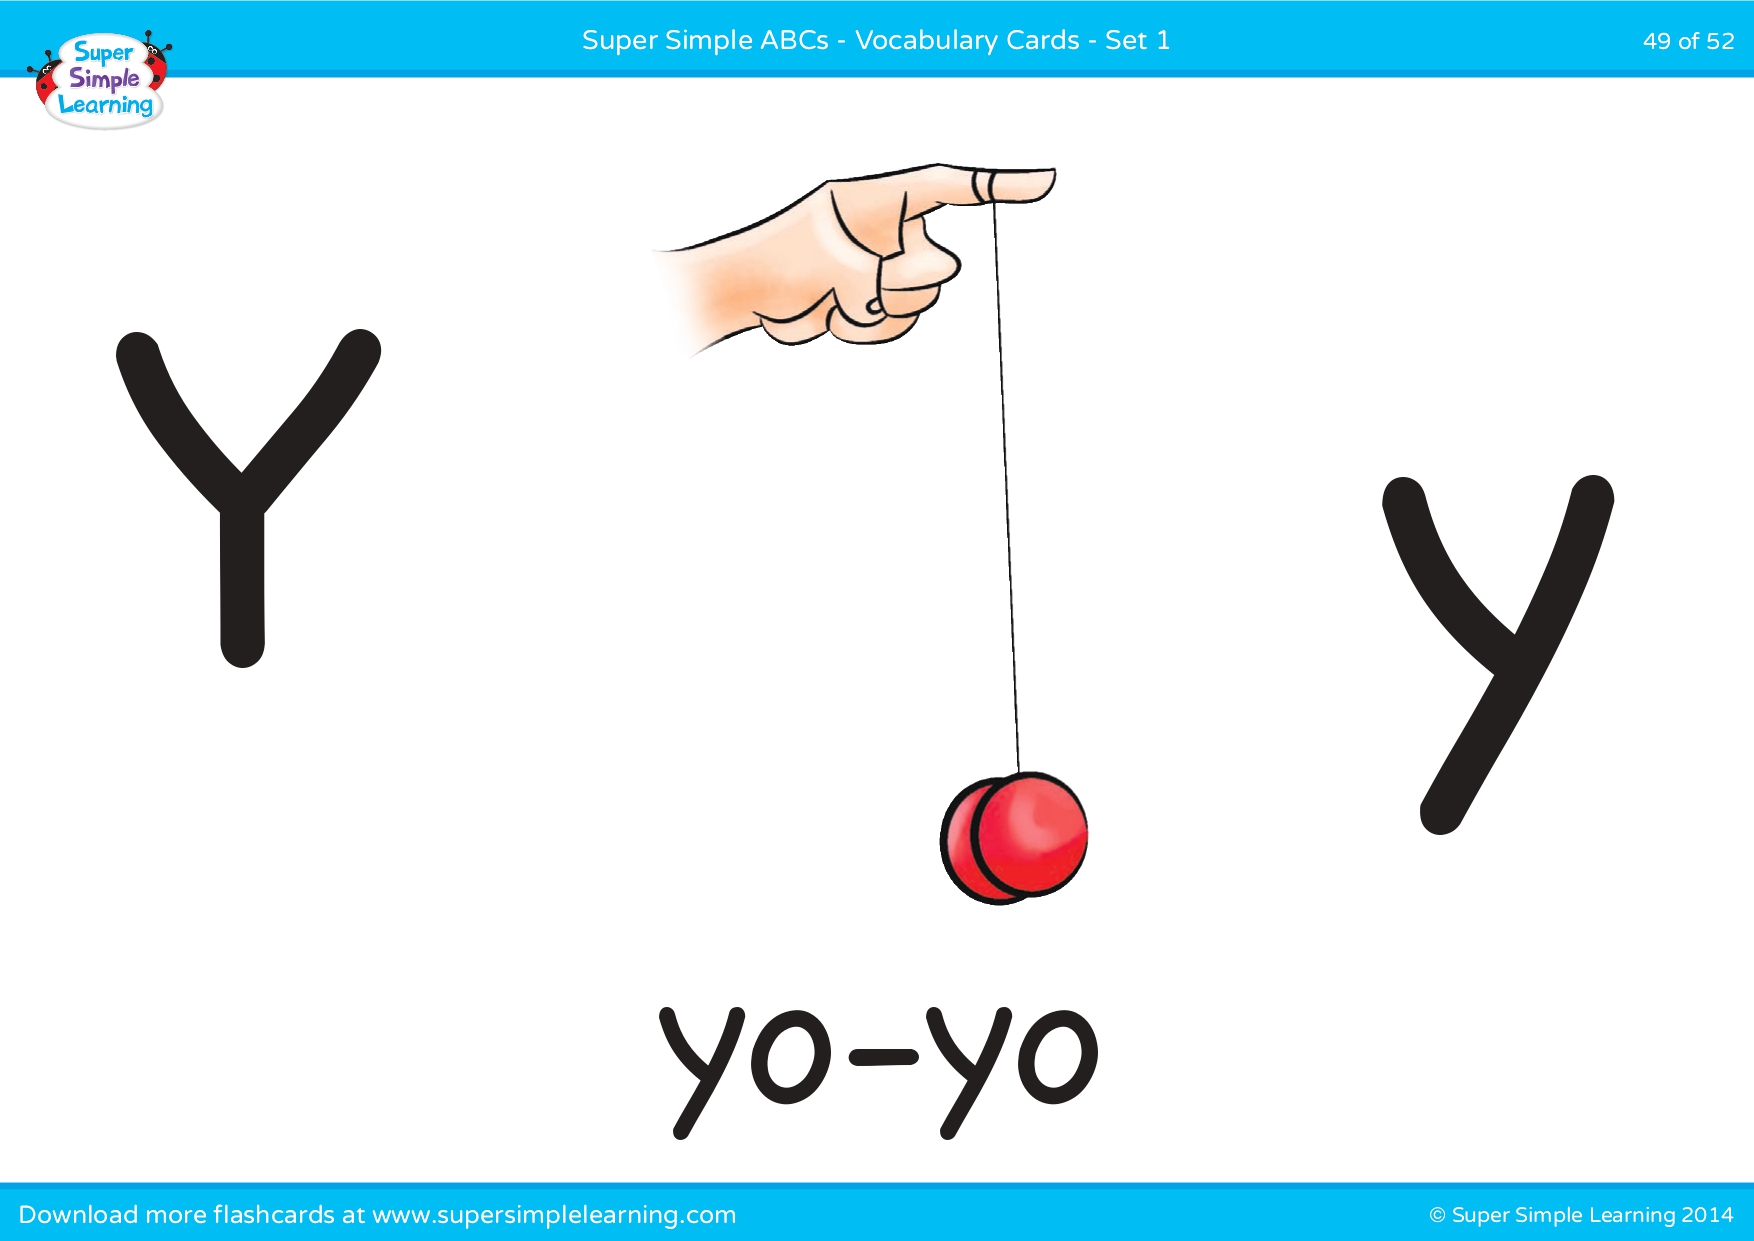 Super
Simple
Learning
Super Simple ABCs - Vocabulary Cards - Set 1
49 of 52
Y
y
yo-yo
Download more flashcards at www.supersimplelearning.com
© Super Simple Learning 2014